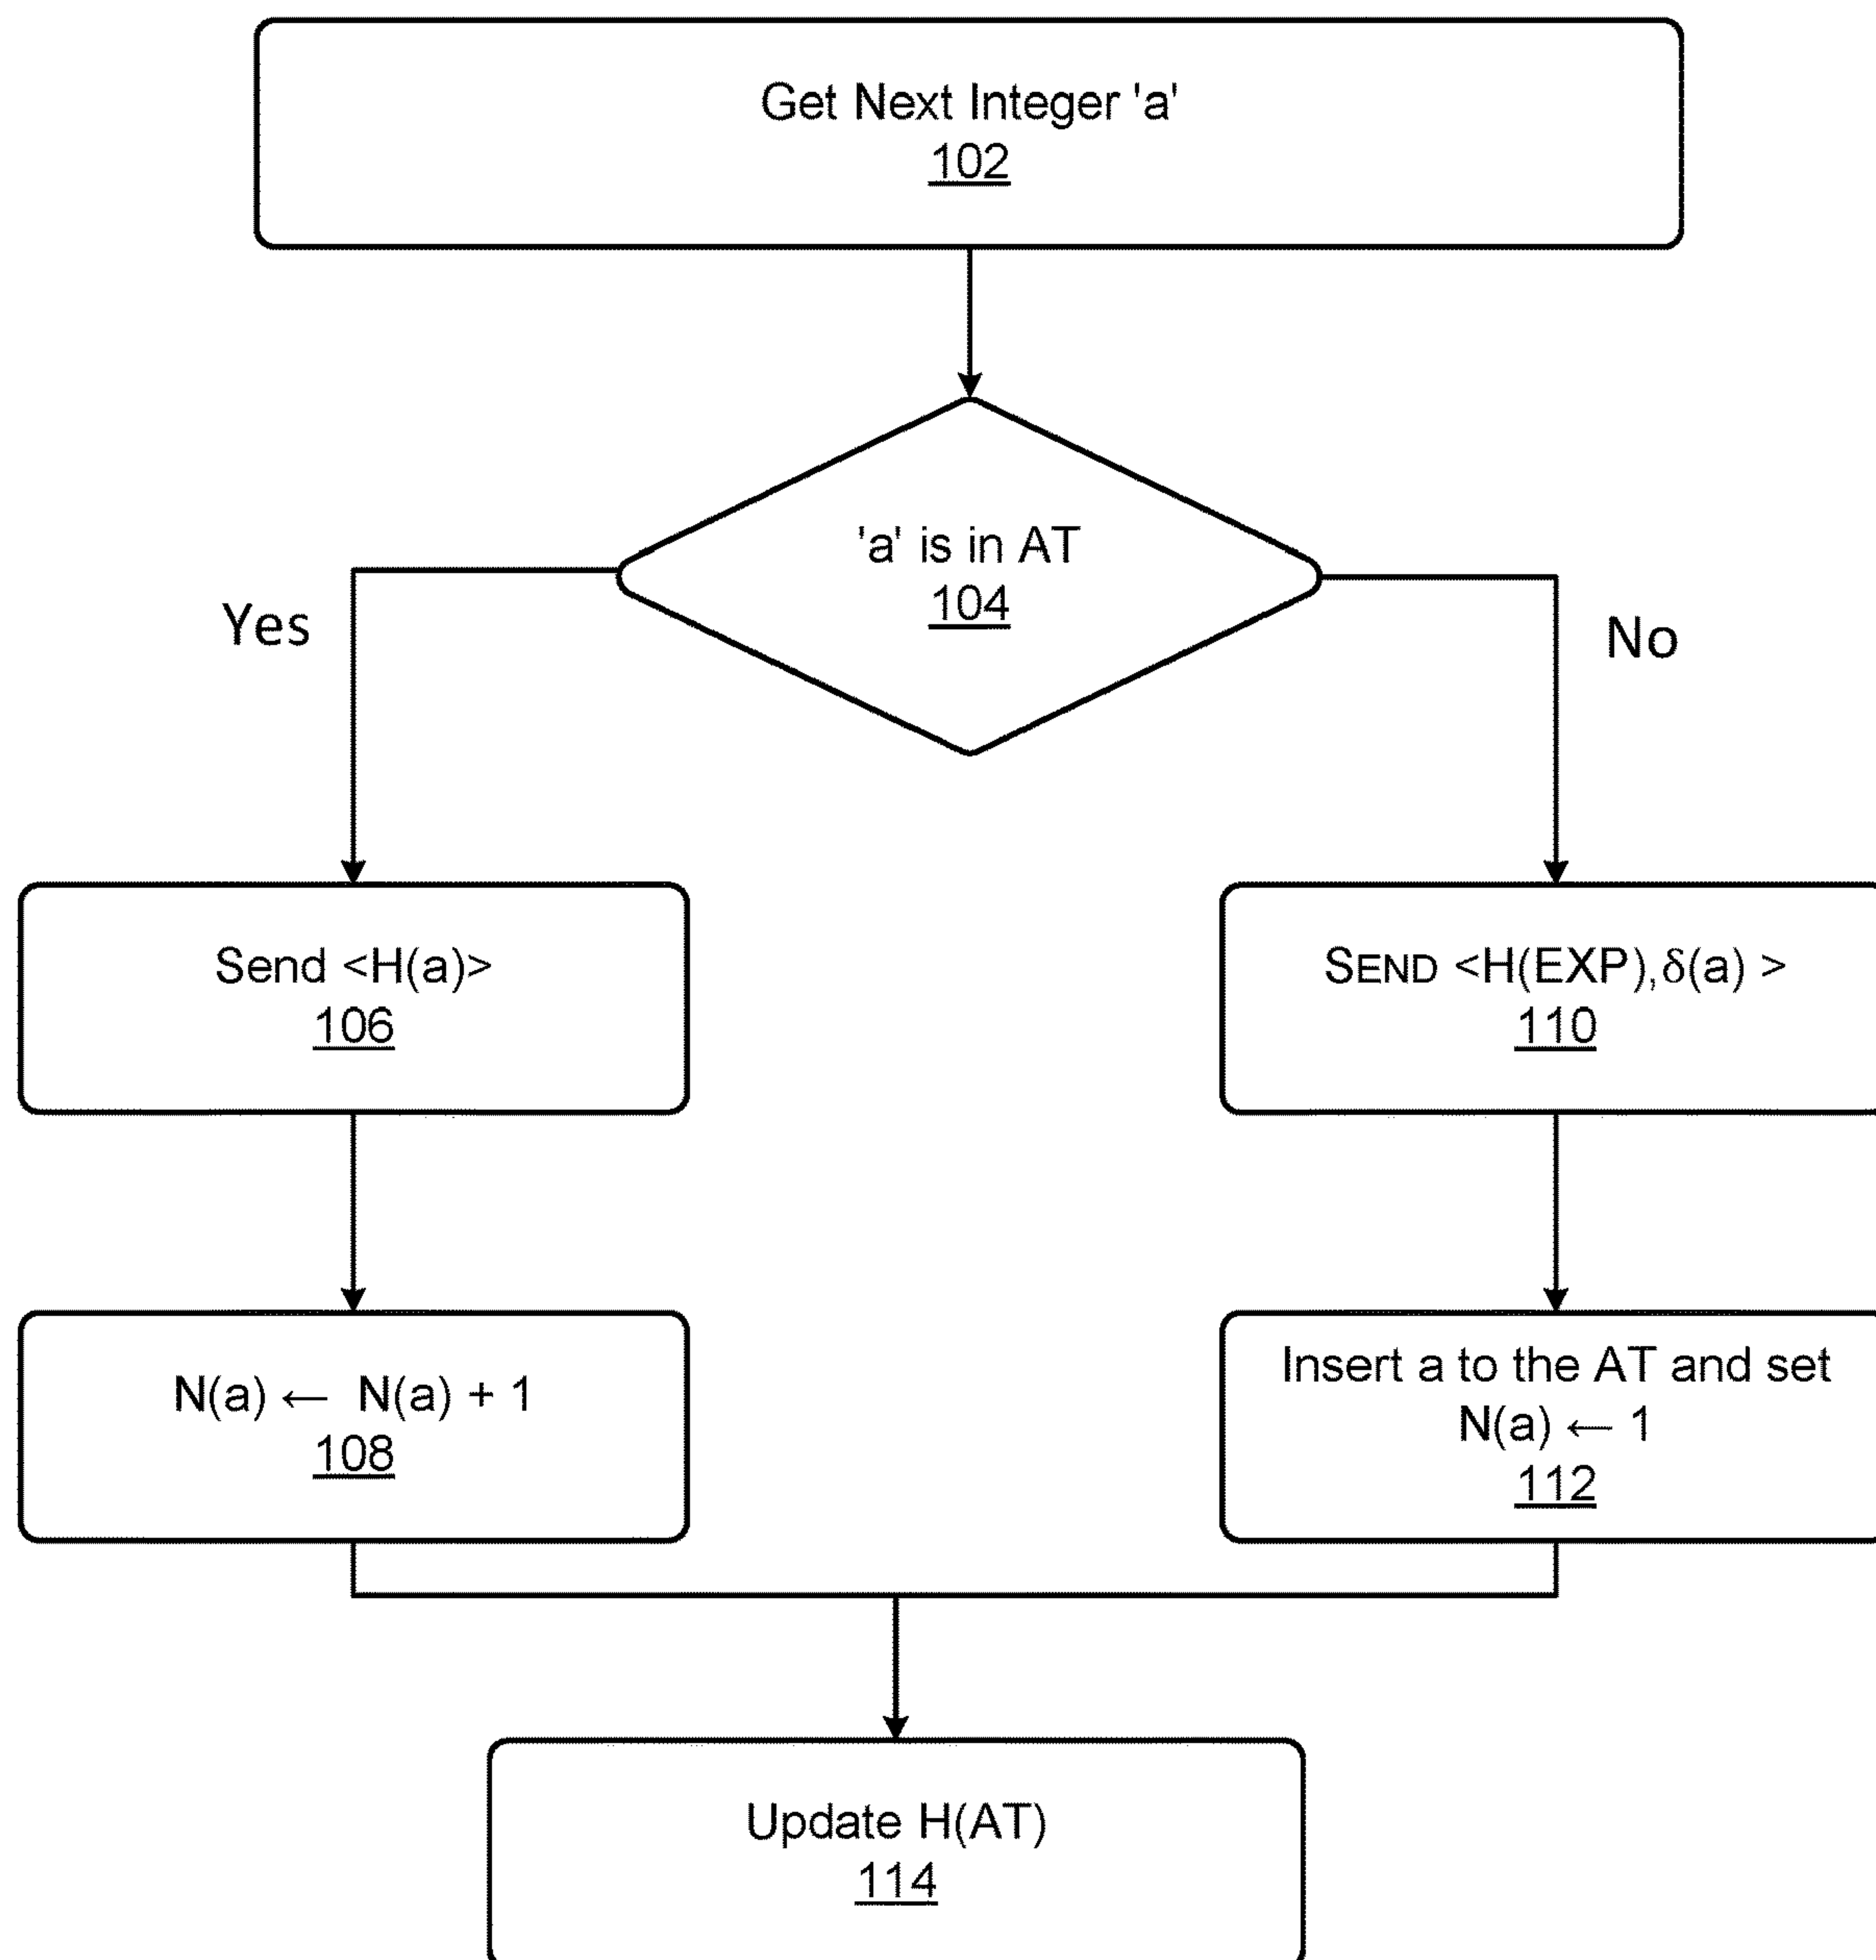 Get Next Integer 'a'
102
'a' is in AT
104
Yes
No
Send <H(a)>
106
SEND <H(EXP),δ(a) >
110
N(a) ← N(a) + 1
108
Insert a to the AT and set
N(a) ← 1
112
Update H(AT)
114